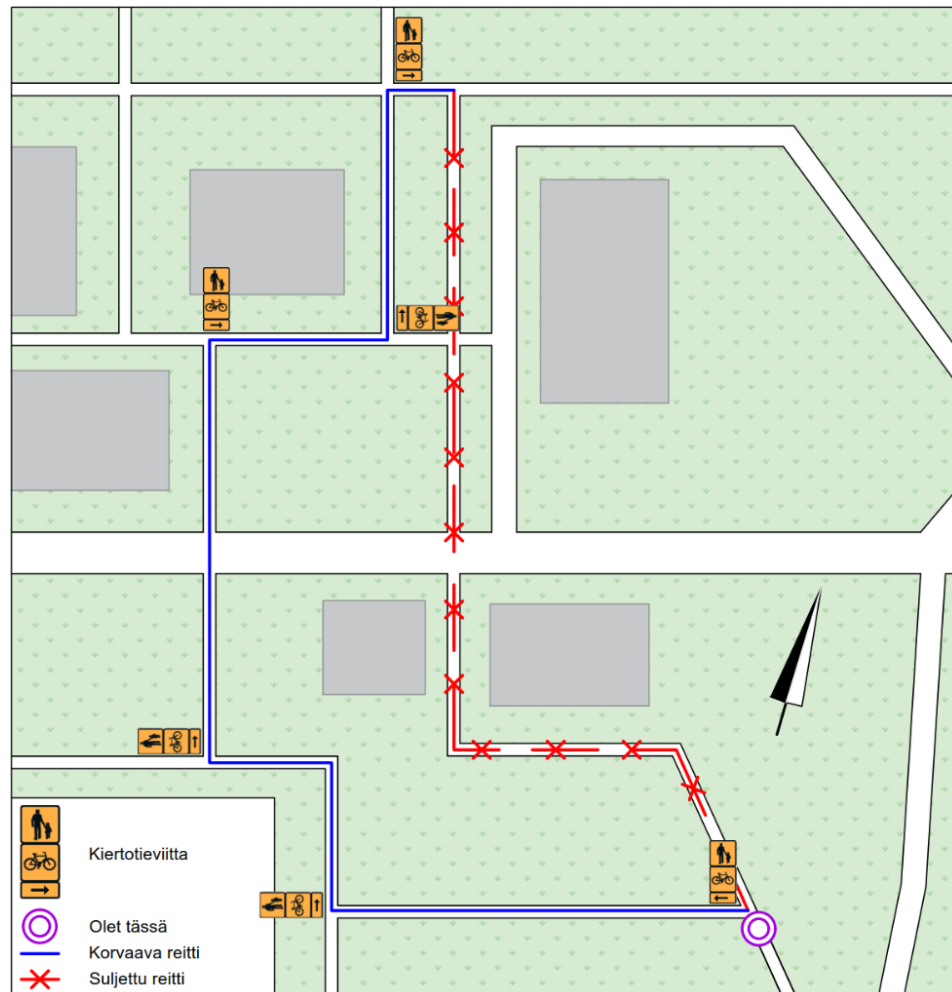 Kiertotieviitta
Olet tässä
Korvaava reitti
Suljettu reitti